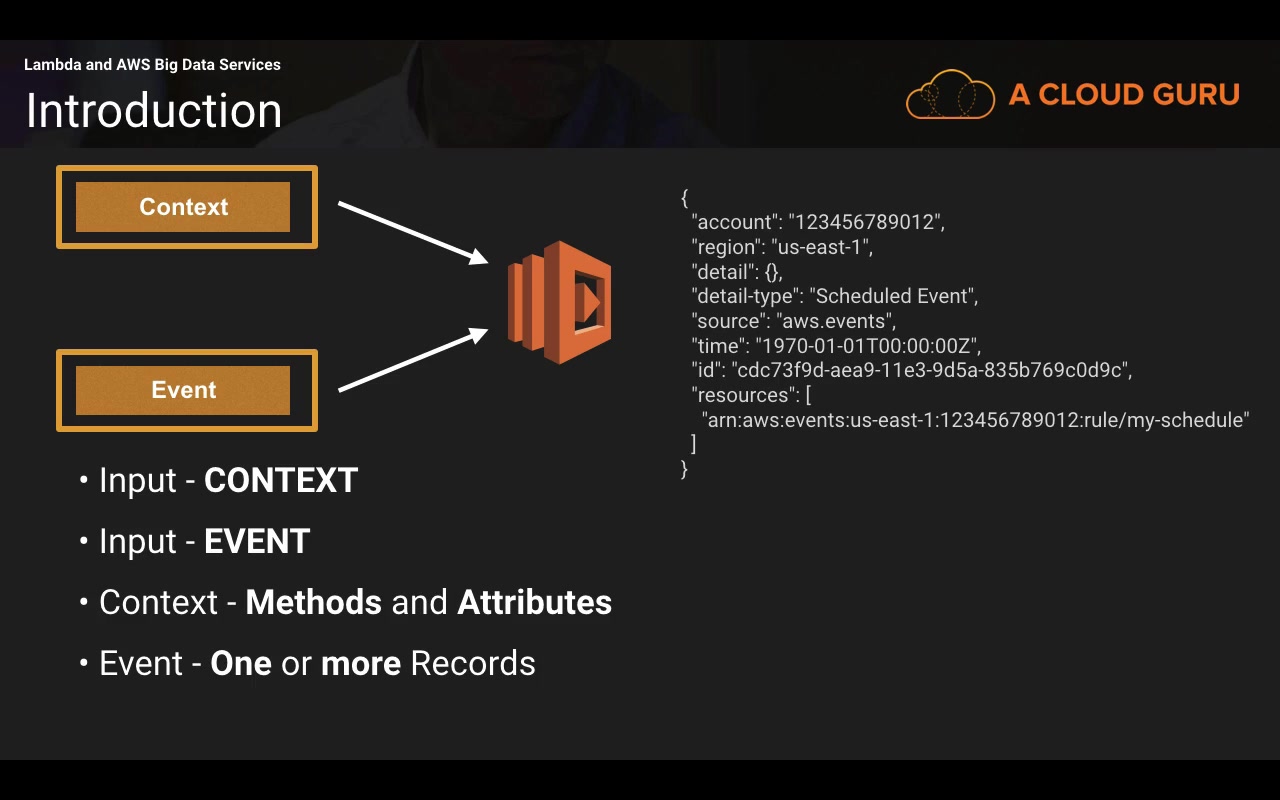 Lambda and AWS Big Data Services
Introduction
A CLOUD GURU
Context
Event
{
"account": "123456789012",
"region": "us-east-1",
"detail": {},
"detail-type": "Scheduled Event",
"source": "aws.events",
"time": "1970-01-01T00:00:00Z",
"id": "cdc73f9d-aea9-11e3-9d5a-835b769c0d9c",
"resources": [
"arn:aws:events:us-east-1:123456789012:rule/my-schedule"
]
}
• Input - CONTEXT
• Input - EVENT
• Context - Methods and Attributes
• Event - One or more Records